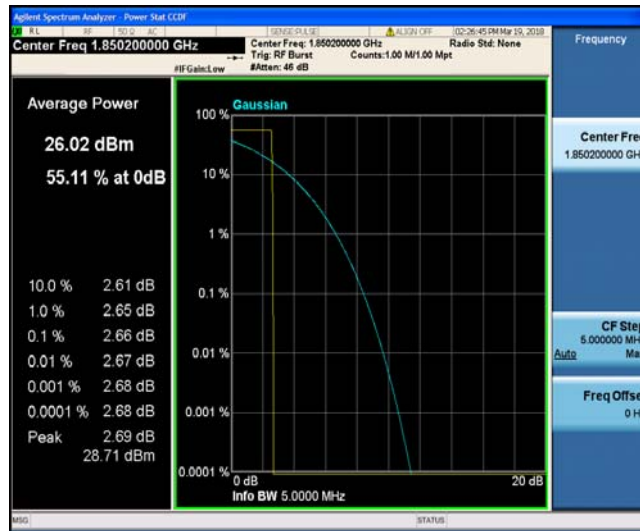 Agilent Spectrum Analyzer - Power Stat CCDF
RL RF 50 Ω AC SENSE:PULSE ALIGN OFF 02:26:45 PM Mar 19, 2018
Center Freq 1.850200000 GHz
Center Freq: 1.850200000 GHz Radio Std: None
Trig: RF Burst Counts:1.00 M/1.00 Mpt
#IFGain:Low #Atten: 46 dB
Frequency
Average Power
26.02 dBm
55.11 % at 0dB
10.0 % 2.61 dB
1.0 % 2.65 dB
0.1 % 2.66 dB
0.01 % 2.67 dB
0.001 % 2.68 dB
0.0001 % 2.68 dB
Peak 2.69 dB
28.71 dBm
Gaussian
100 %
10 %
1 %
0.1 %
0.01 %
0.001 %
0.0001 %
0 dB 20 dB
Info BW 5.0000 MHz
Center Fre
1.850200000 GH
CF Ste
5.000000 MH
Auto Ma
Freq Offse
0 H
MSG STATUS